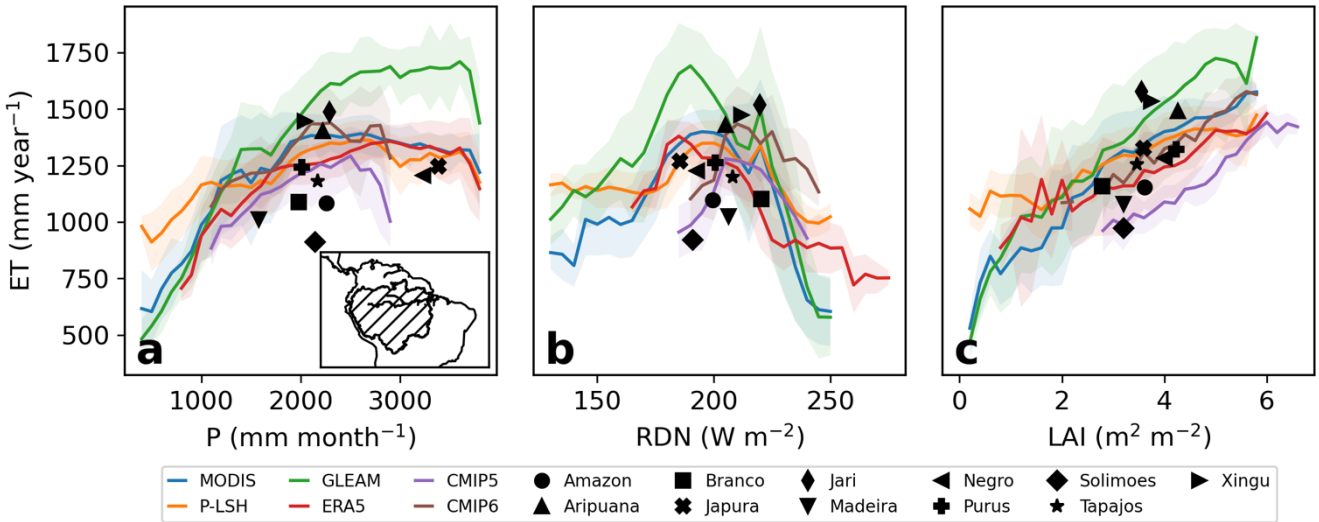 1750
1500
1250
1000
750
500
ET (mm year⁻¹)
a
b
c
1000 2000 3000
150 200 250
0 2 4 6
P (mm month⁻¹)
RDN (W m⁻²)
LAI (m² m⁻²)
MODIS GLEAM CMIP5 Amazon Branco Jari Negro Solimoes Xingu
P-LSH ERA5 CMIP6 Aripuana Japura Madeira Purus Tapajos